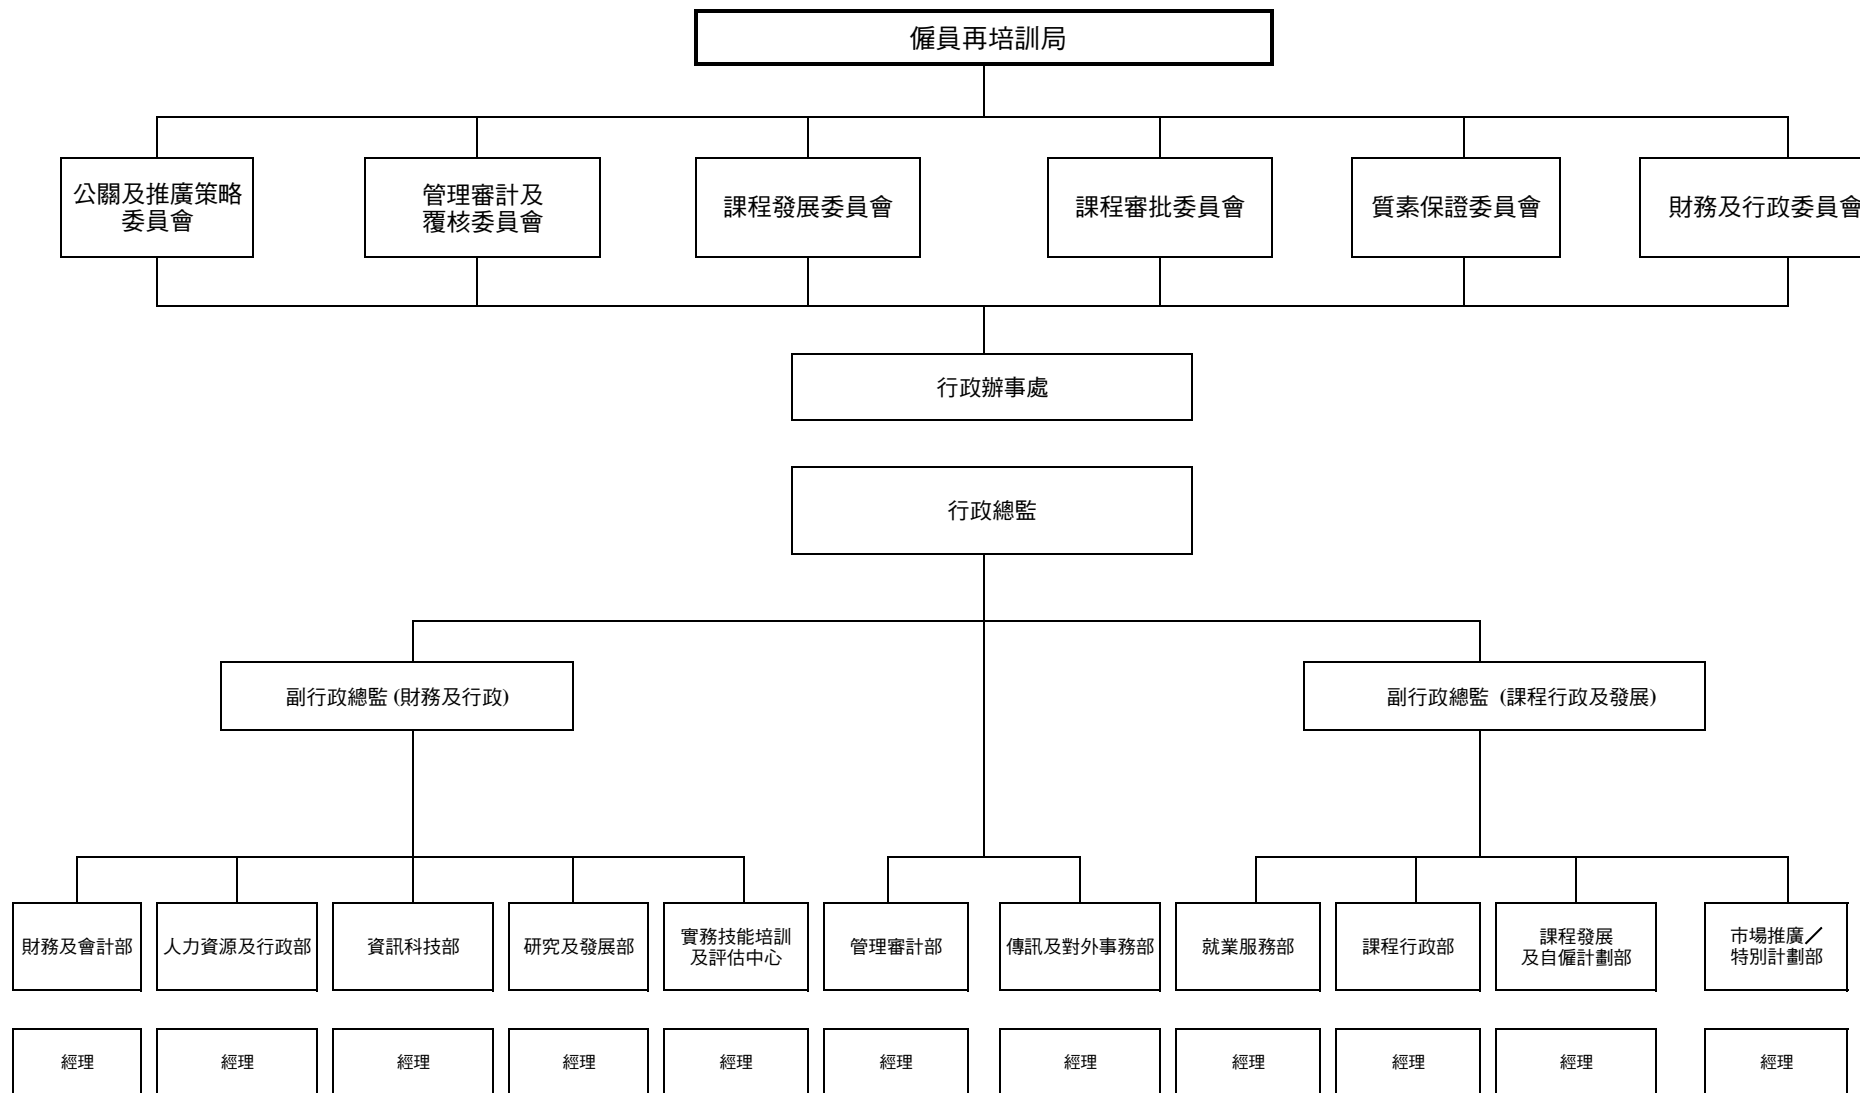 僱員再培訓局
公關及推廣策略
委員會
管理審計及
覆核委員會
課程發展委員會
課程審批委員會
質素保證委員會
財務及行政委員會
行政辦事處
行政總監
副行政總監 (財務及行政)
副行政總監 (課程行政及發展)
財務及會計部
人力資源及行政部
資訊科技部
研究及發展部
實務技能培訓
及評估中心
管理審計部
傳訊及對外事務部
就業服務部
課程行政部
課程發展
及自僱計劃部
市場推廣／
特別計劃部
經理
經理
經理
經理
經理
經理
經理
經理
經理
經理
經理